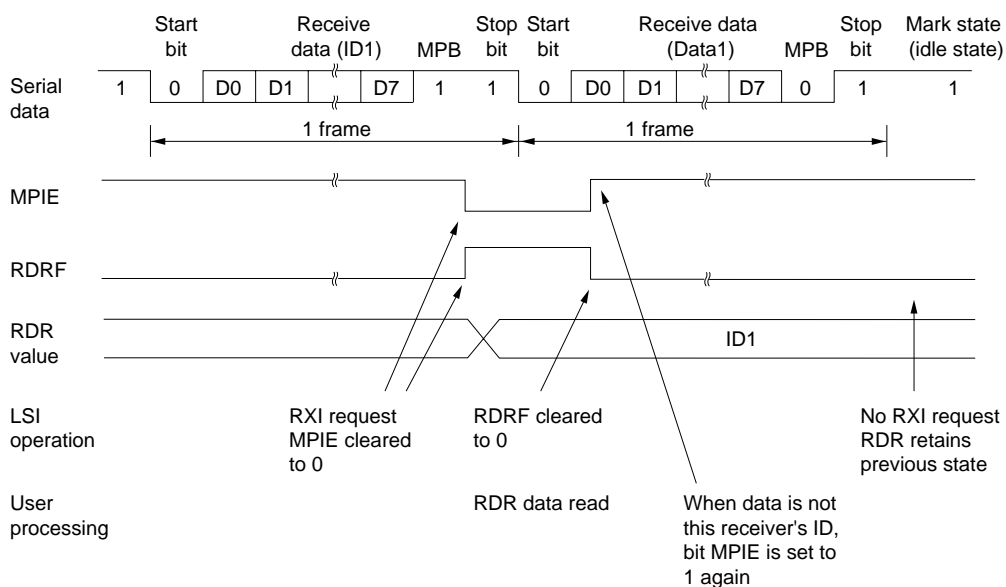 Start bit
Receive data (ID1)
MPB
Stop bit
Start bit
Receive data (Data1)
MPB
Stop bit
Mark state (idle state)
Serial data
1 0 D0 D1 D7 1 1 0 D0 D1 D7 0 1 1
1 frame
1 frame
MPIE
RDRF
RDR value
ID1
LSI operation
RXI request
MPIE cleared
to 0
RDRF cleared
to 0
No RXI request
RDR retains
previous state
User processing
RDR data read
When data is not
this receiver's ID,
bit MPIE is set to
1 again